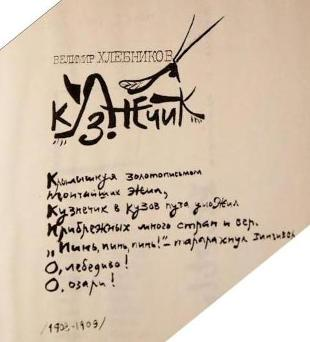 ВЕЛИМИР ХЛЕБНИКОВ
КУЗНЕЧИК
Крылышкуя золотописьмом
Тончайших жил,
Кузнечик в кузов пуза уложил
Прибрежных много трав и вер.
„Пинь, пинь, пинь!" – тарарахнул Зинзивер
О, лебедиво!
О, озари!
/1908-1909/